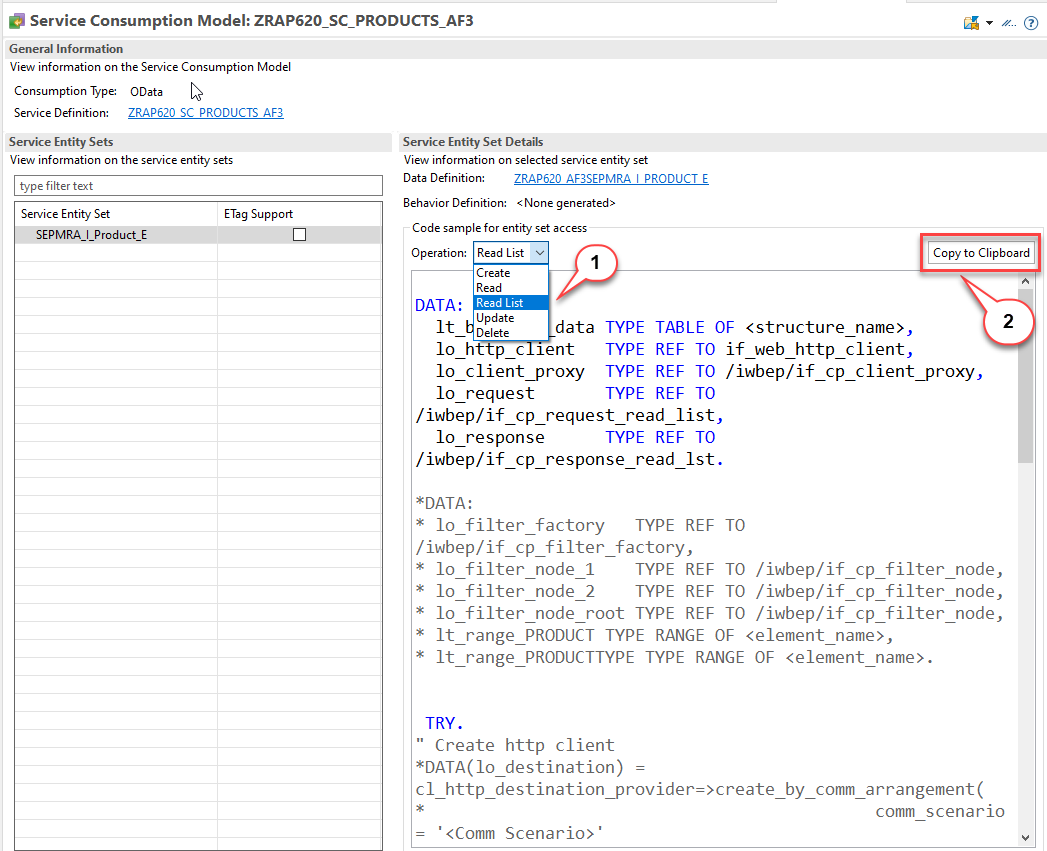 Service Consumption Model: ZRAP620_SC_PRODUCTS_AF3
General Information
View information on the Service Consumption Model
Consumption Type: OData
Service Definition: ZRAP620_SC_PRODUCTS_AF3
Service Entity Sets
View information on the service entity sets
type filter text
Service Entity Set ETag Support
SEPMRA_I_Product_E
Service Entity Set Details
View information on selected service entity set
Data Definition: ZRAP620_AF3SEPMRA_I_PRODUCT_E
Behavior Definition: <None generated>
Code sample for entity set access
Operation: Read List
Copy to Clipboard
Create
Read
Read List
Update
Delete
1
2
DATA:
lt_b data TYPE TABLE OF <structure_name>,
lo_http_client TYPE REF TO if_web_http_client,
lo_client_proxy TYPE REF TO /iwbep/if_cp_client_proxy,
lo_request TYPE REF TO
/iwbep/if_cp_request_read_list,
lo_response TYPE REF TO
/iwbep/if_cp_response_read_lst.
*DATA:
* lo_filter_factory TYPE REF TO
/iwbep/if_cp_filter_factory,
* lo_filter_node_1 TYPE REF TO /iwbep/if_cp_filter_node,
* lo_filter_node_2 TYPE REF TO /iwbep/if_cp_filter_node,
* lo_filter_node_root TYPE REF TO /iwbep/if_cp_filter_node,
* lt_range_PRODUCT TYPE RANGE OF <element_name>,
* lt_range_PRODUCTTYPE TYPE RANGE OF <element_name>.
TRY.
" Create http client
*DATA(lo_destination) =
cl_http_destination_provider=>create_by_comm_arrangement(
* comm_scenario
= '<Comm Scenario>'